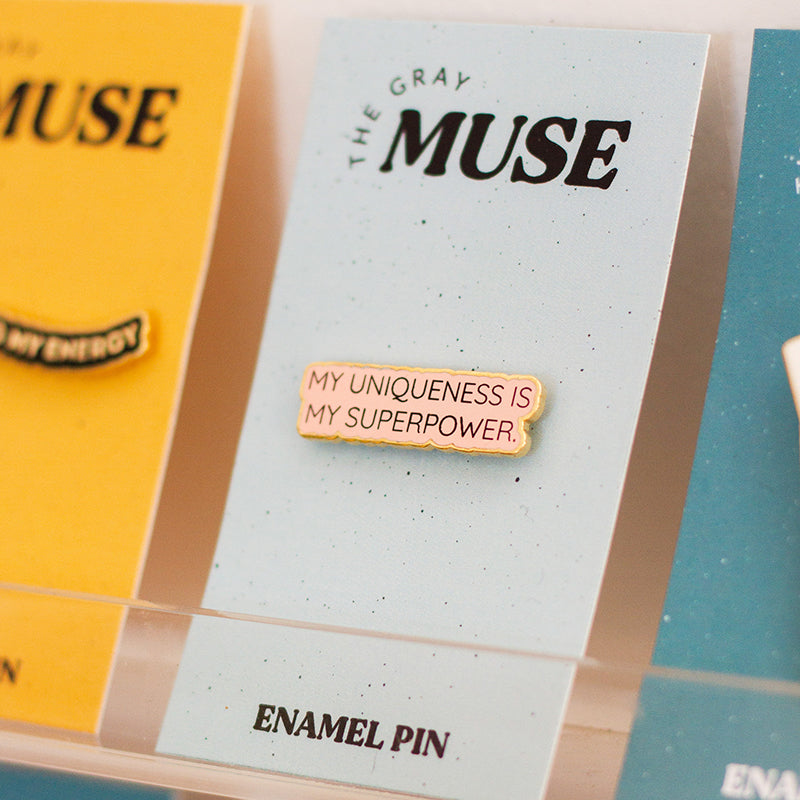 MUSE
MY ENERGY
THE GRAY
MUSE
MY UNIQUENESS IS
MY SUPERPOWER.
ENAMEL PIN